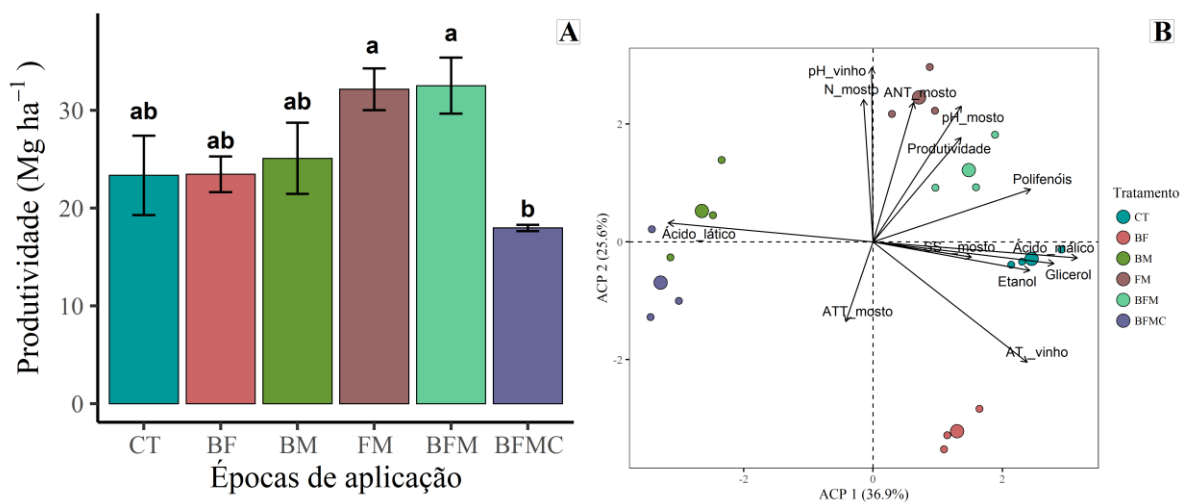 A
Produtividade (Mg ha⁻¹)
30
20
10
0
ab
ab
ab
a
a
b
CT BF BM FM BFM BFMC
Épocas de aplicação
B
ACP 2 (25.6%)
2
0
-2
pH_vinho
N_mosto
ANT_mosto
pH_mosto
Produtividade
Polifenóis
Ácido_lático
SS_mosto
Ácido_málico
Glicerol
Etanol
ATT_mosto
AT_vinho
-2 0 2
ACP 1 (36.9%)
Tratamento
CT
BF
BM
FM
BFM
BFMC